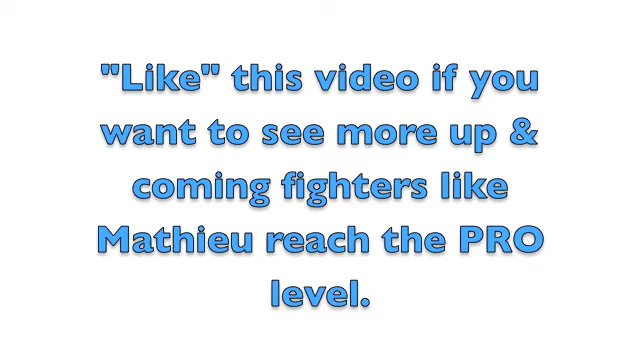 "Like" this video if you
want to see more up &
coming fighters like
Mathieu reach the PRO
level.